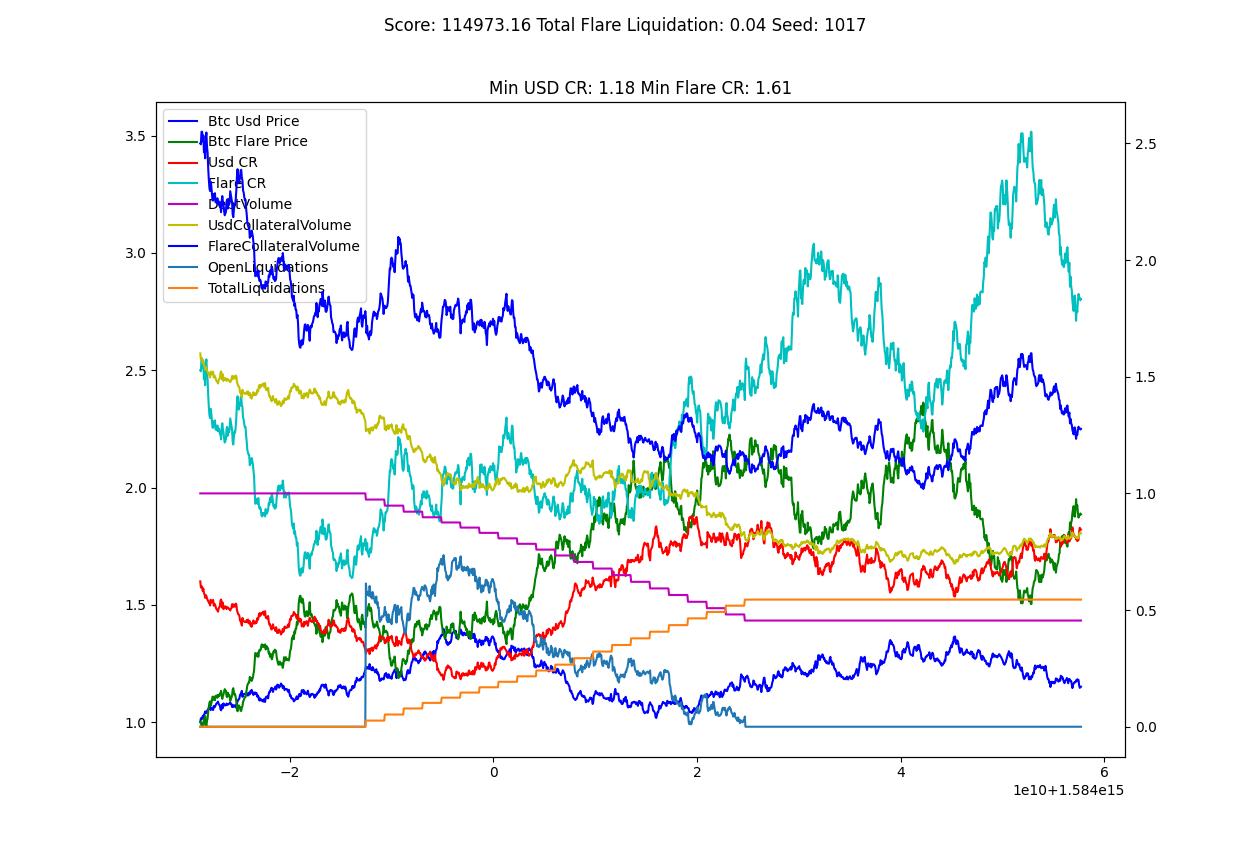 Score: 114973.16 Total Flare Liquidation: 0.04 Seed: 1017
Min USD CR: 1.18 Min Flare CR: 1.61
Btc Usd Price
Btc Flare Price
Usd CR
Flare CR
DebtVolume
UsdCollateralVolume
FlareCollateralVolume
OpenLiquidations
TotalLiquidations
3.5
3.0
2.5
2.0
1.5
1.0
2.5
2.0
1.5
1.0
0.5
0.0
−2
0
2
4
6
1e10+1.584e15